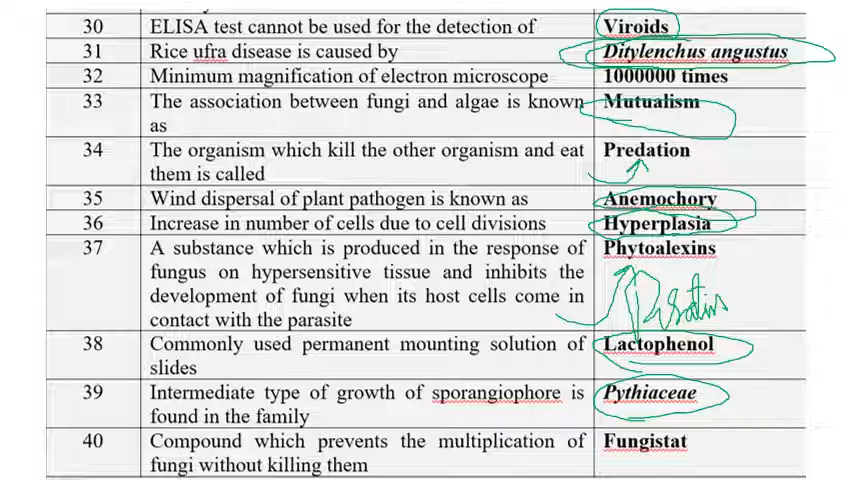 30 ELISA test cannot be used for the detection of Viroids
31 Rice ufra disease is caused by Ditylenchus angustus
32 Minimum magnification of electron microscope 1000000 times
33 The association between fungi and algae is known Mutualism
as
34 The organism which kill the other organism and eat Predation
them is called
35 Wind dispersal of plant pathogen is known as Anemochory
36 Increase in number of cells due to cell divisions Hyperplasia
37 A substance which is produced in the response of Phytoalexins
fungus on hypersensitive tissue and inhibits the
development of fungi when its host cells come in
contact with the parasite
38 Commonly used permanent mounting solution of Lactophenol
slides
39 Intermediate type of growth of sporangiophore is Pythiaceae
found in the family
40 Compound which prevents the multiplication of Fungistat
fungi without killing them